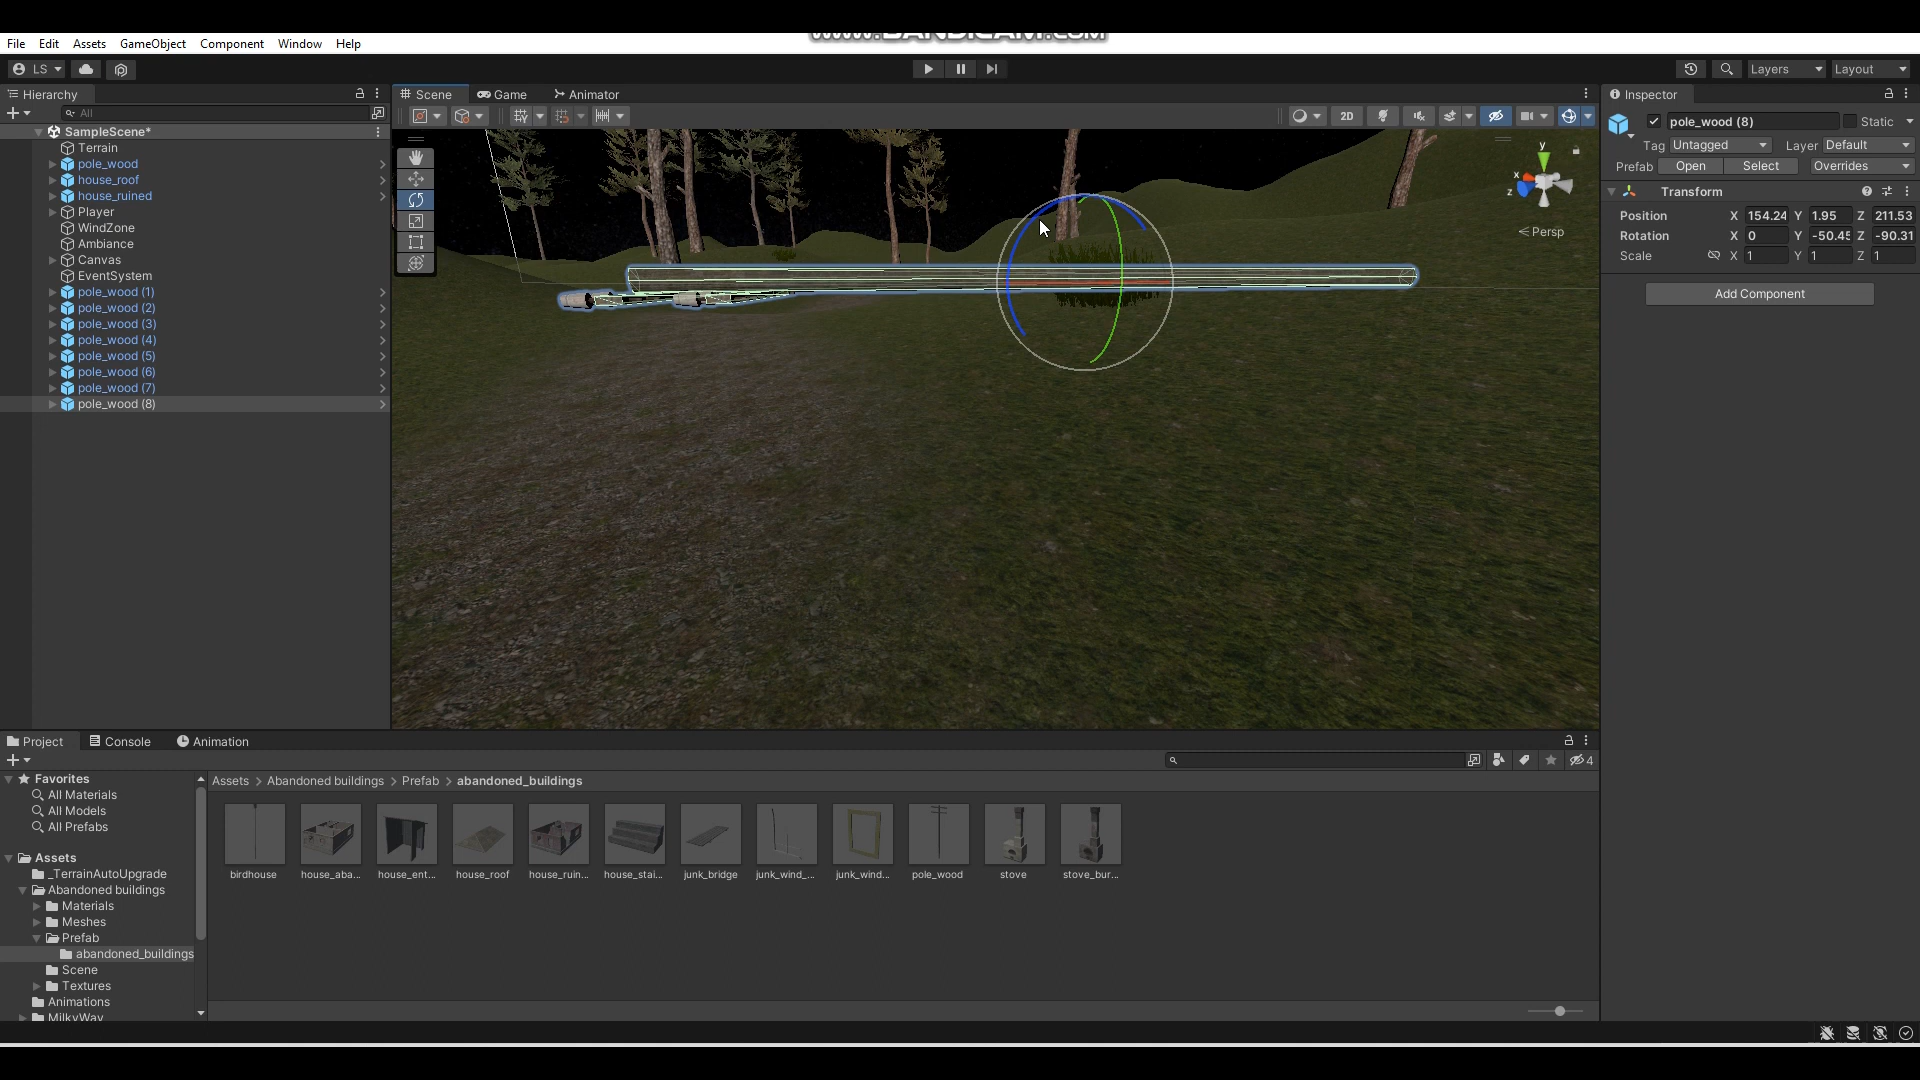 www.BANDICAM.com
File Edit Assets GameObject Component Window Help
LS Layers Layout
Hierarchy
All
SampleScene*
Terrain
pole_wood
house_roof
house_ruined
Player
WindZone
Ambiance
Canvas
EventSystem
pole_wood (1)
pole_wood (2)
pole_wood (3)
pole_wood (4)
pole_wood (5)
pole_wood (6)
pole_wood (7)
pole_wood (8)
Scene Game Animator
2D
y
x
z
Persp
Inspector
pole_wood (8) Static
Tag Untagged Layer Default
Prefab Open Select Overrides
Transform
Position X 154.24 Y 1.95 Z 211.53
Rotation X 0 Y -50.45 Z -90.31
Scale X 1 Y 1 Z 1
Add Component
Project Console Animation
4
Favorites
All Materials
All Models
All Prefabs
Assets
_TerrainAutoUpgrade
Abandoned buildings
Materials
Meshes
Prefab
abandoned_buildings
Scene
Textures
Animations
MilkyWay
Assets > Abandoned buildings > Prefab > abandoned_buildings
birdhouse house_aba... house_ent... house_roof house_ruin... house_stai... junk_bridge junk_wind_... junk_wind... pole_wood stove stove_bur...